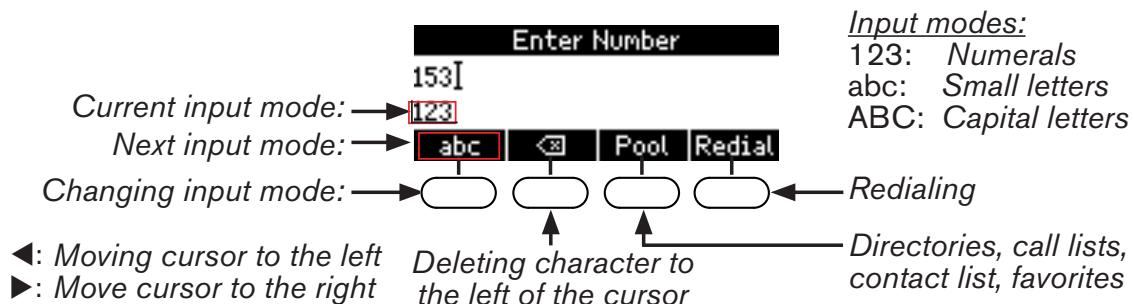 Enter Number
153
123
abc ⌫ Pool Redial
Current input mode:
Next input mode:
Changing input mode:
Input modes:
123: Numerals
abc: Small letters
ABC: Capital letters
Redialing
Directories, call lists,
contact list, favorites
Deleting character to
the left of the cursor
◀: Moving cursor to the left
▶: Move cursor to the right